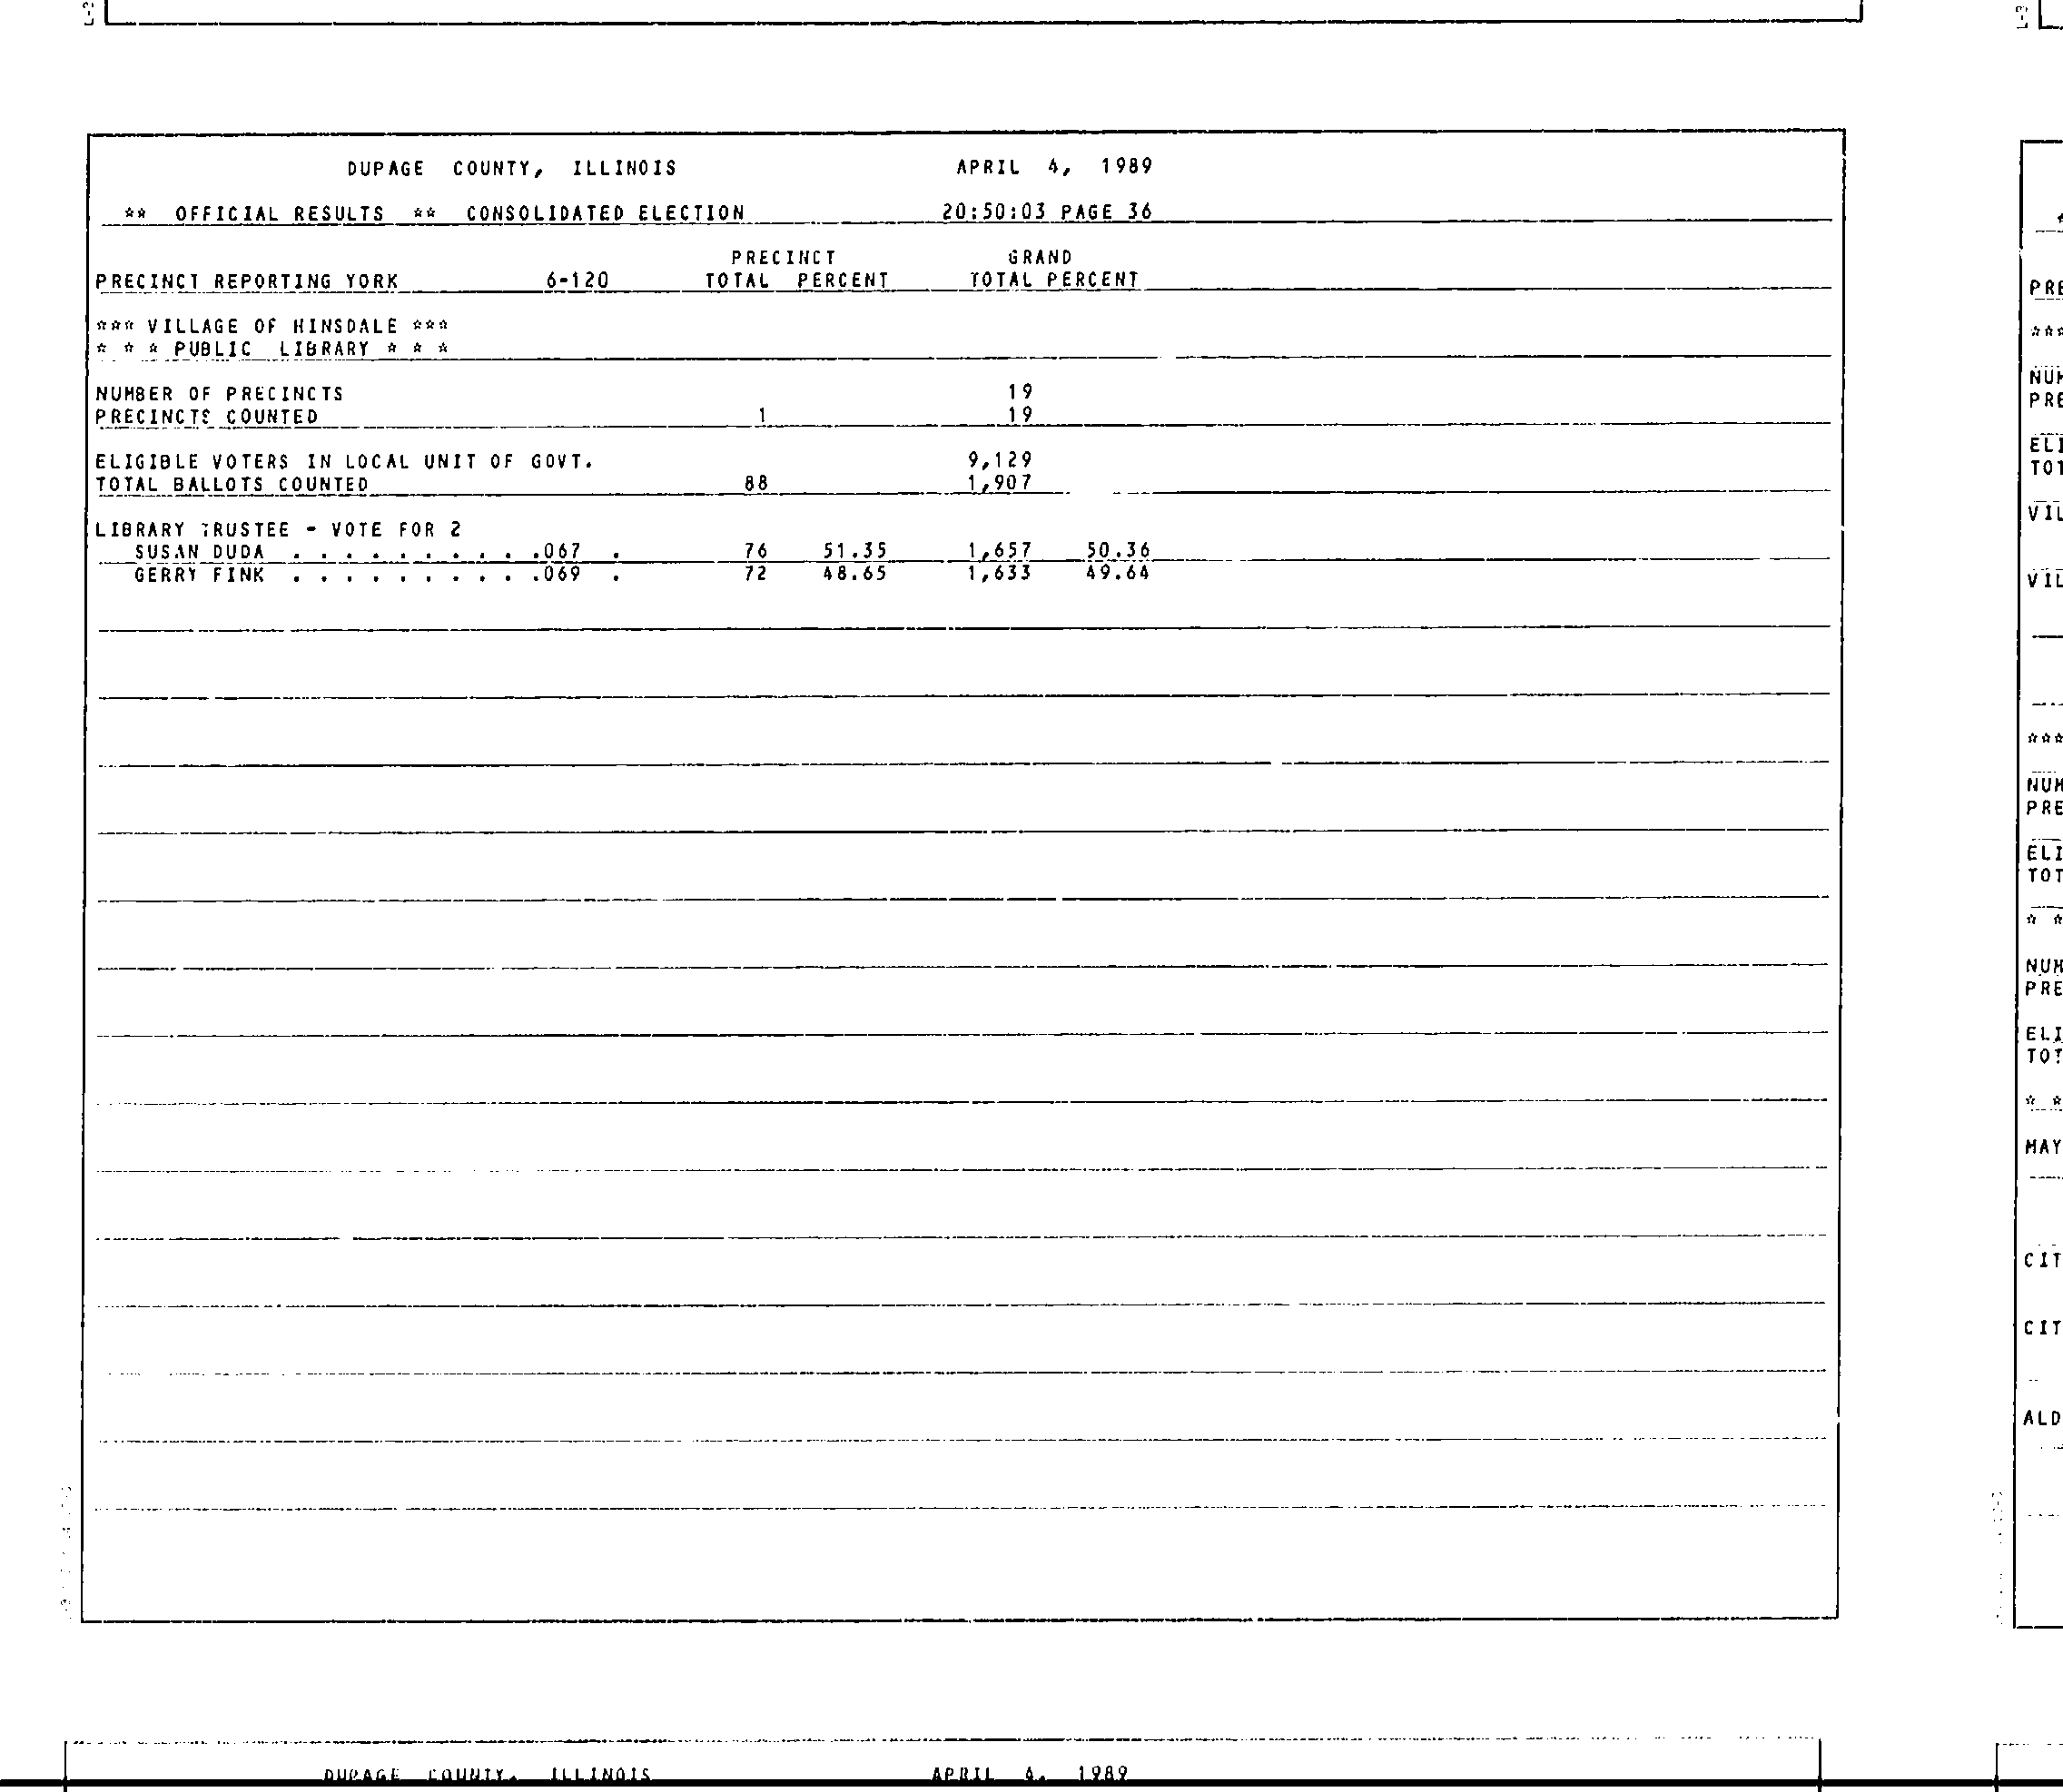 DUPAGE COUNTY, ILLINOIS APRIL 4, 1989
** OFFICIAL RESULTS ** CONSOLIDATED ELECTION 20:50:03 PAGE 36
PRECINCT GRAND
PRECINCT REPORTING YORK 6-120 TOTAL PERCENT TOTAL PERCENT
*** VILLAGE OF HINSDALE ***
* * * PUBLIC LIBRARY * * *
NUMBER OF PRECINCTS 19
PRECINCTS COUNTED 1 19
ELIGIBLE VOTERS IN LOCAL UNIT OF GOVT. 9,129
TOTAL BALLOTS COUNTED 88 1,907
LIBRARY TRUSTEE - VOTE FOR 2
SUSAN DUDA . . . . . . . . . .067 . 76 51.35 1,657 50.36
GERRY FINK . . . . . . . . . .069 . 72 48.65 1,633 49.64
DUPAGE COUNTY, ILLINOIS APRIL 4, 1989
PRE
***
NUM
PRE
ELI
TOT
VIL
VIL
***
NUM
PRE
ELI
TOT
* *
NUM
PRE
ELI
TOT
* *
MAY
CIT
CIT
ALD